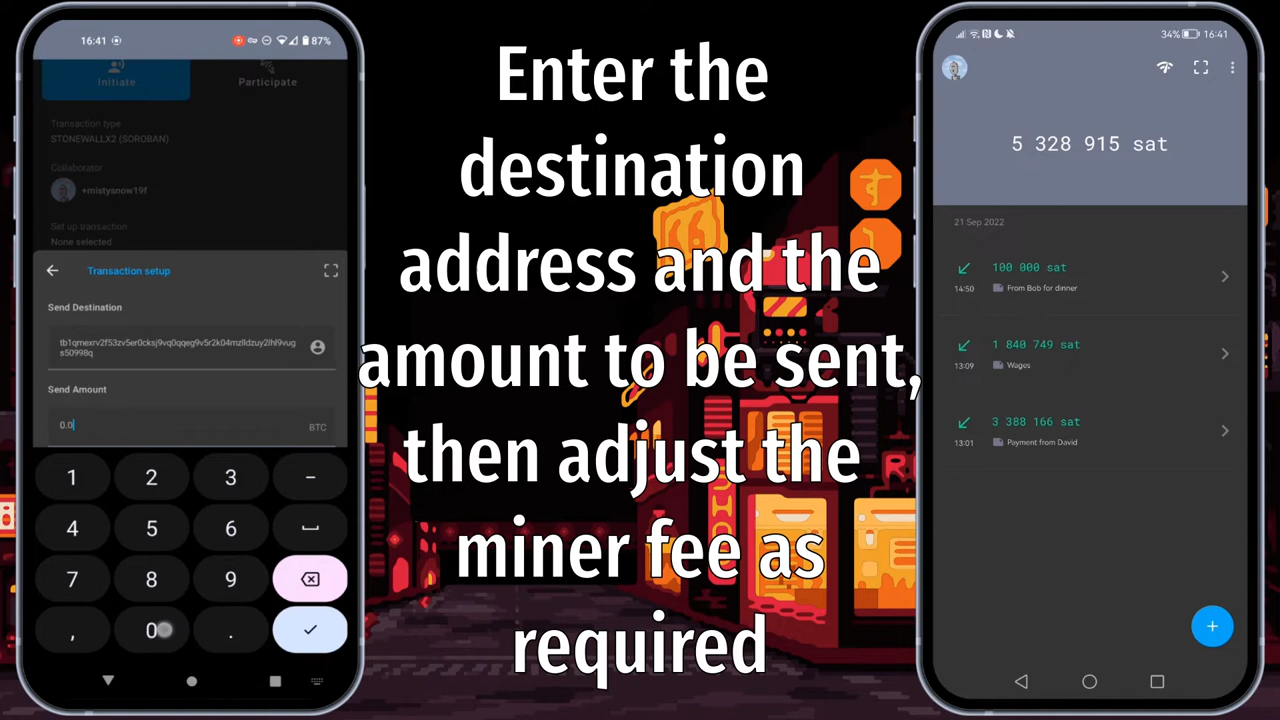 16:41
87%
Initiate
Participate
Transaction type
STONEWALLX2 (SOROBAN)
Collaborator
+mistysnow19f
Set up transaction
None selected
Transaction setup
Send Destination
Send Amount
0.0
BTC
1 2 3 -
4 5 6
7 8 9
, 0 .
Enter the
destination
address and the
amount to be sent,
then adjust the
miner fee as
required
34% 16:41
5 328 915 sat
21 Sep 2022
100 000 sat
14:50 From Bob for dinner
1 840 749 sat
13:09 Wages
3 388 166 sat
13:01 Payment from David
+